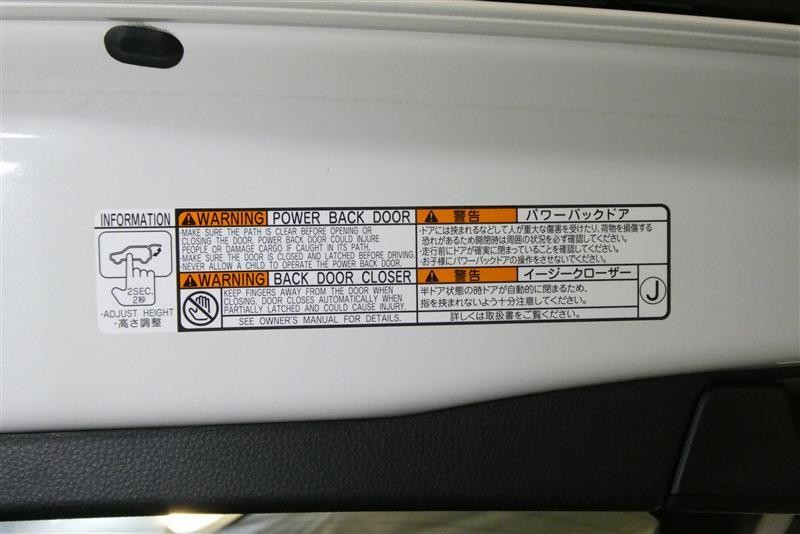 INFORMATION
2SEC.
2秒
·ADJUST HEIGHT
·高さ調整
WARNING POWER BACK DOOR
·MAKE SURE THE PATH IS CLEAR BEFORE OPENING OR
CLOSING THE DOOR. POWER BACK DOOR COULD INJURE
PEOPLE OR DAMAGE CARGO IF CAUGHT IN ITS PATH.
·MAKE SURE THE DOOR IS CLOSED AND LATCHED BEFORE DRIVING.
·NEVER ALLOW A CHILD TO OPERATE THE POWER BACK DOOR.
警告 パワーバックドア
·ドアには挟まれるなどして人が重大な傷害を受けたり、荷物を損傷する
恐れがあるため開閉時は周囲の状況を必ず確認してください。
·走行前にドアが確実に閉まっていることを確認してください。
·お子様にパワーバックドアの操作をさせないでください。
WARNING BACK DOOR CLOSER
KEEP FINGERS AWAY FROM THE DOOR WHEN
CLOSING. DOOR CLOSES AUTOMATICALLY WHEN
PARTIALLY LATCHED AND COULD CAUSE INJURY.
SEE OWNER'S MANUAL FOR DETAILS.
警告 イージークローザー
半ドア状態の時ドアが自動的に閉まるため、
指を挟まれないよう十分注意してください。
詳しくは取扱書をご覧ください。
J